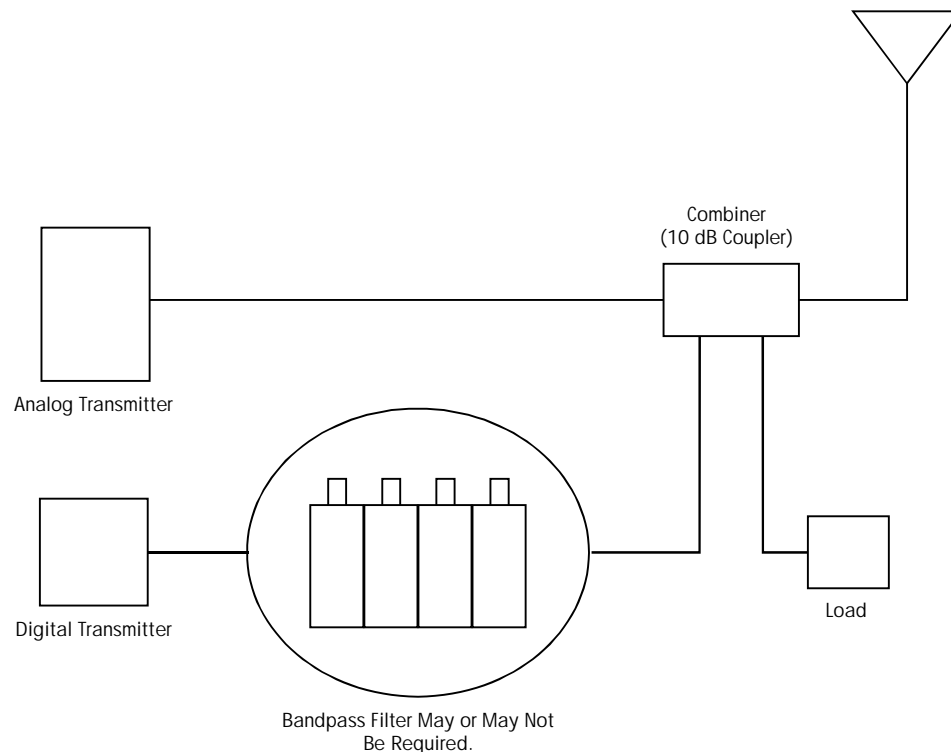 Combiner
(10 dB Coupler)
Analog Transmitter
Digital Transmitter
Load
Bandpass Filter May or May Not
Be Required.